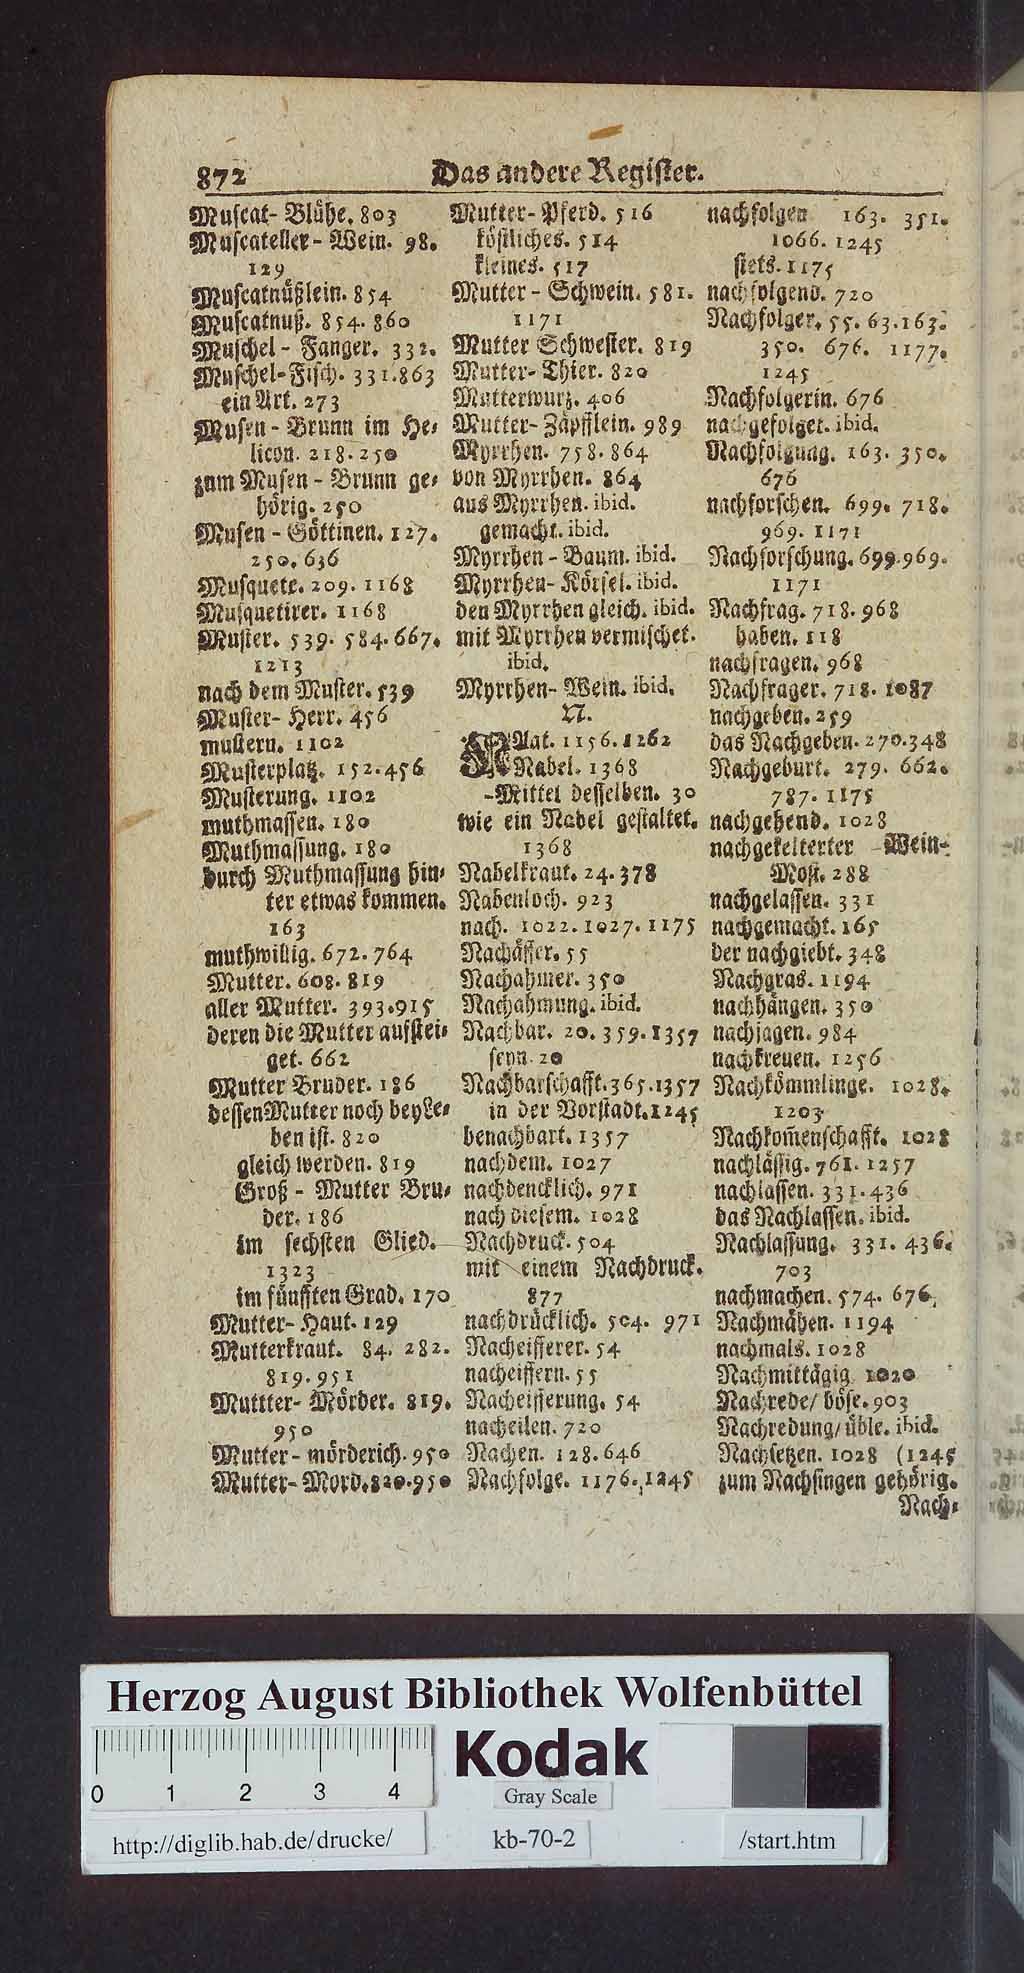 872 Das andere Register.
Muscat-Blühe. 803
Muscateller-Wein. 98.
129
Muscatnüßlein. 854
Muscatnuß. 854. 860
Muschel-Fanger. 332.
Muschel-Fisch. 331.863
ein Art. 273
Musen-Brunn im He-
licon. 218. 250
zum Musen-Brunn ge-
hörig. 250
Musen-Göttinen. 127.
250. 636
Musquete. 209. 1168
Musquetirer. 1168
Muster. 539. 584. 667.
1213
nach dem Muster. 539
Muster-Herr. 456
mustern. 1102
Musterplatz. 152. 456
Musterung. 1102
muthmassen. 180
Muthmassung. 180
durch Muthmassung hin-
ter etwas kommen.
163
muthwillig. 672. 764
Mutter. 608. 819
aller Mutter. 393.915
deren die Mutter aufstei-
get. 662
Mutter Bruder. 186
dessen Mutter noch bey Le-
ben ist. 820
gleich werden. 819
Groß-Mutter Bru-
der. 186
im sechsten Glied.
1323
im fünfften Grad. 170
Mutter-Haut. 129
Mutterkraut. 84. 282.
819. 951
Muttter-Mörder. 819.
950
Mutter-mörderich. 950
Mutter-Mord. 820.950
Mutter-Pferd. 516
köstliches. 514
kleines. 517
Mutter-Schwein. 581.
1171
Mutter Schwester. 819
Mutter-Thier. 820
Mutterwurz. 406
Mutter-Zäpfflein. 989
Myrrhen. 758. 864
von Myrrhen. 864
aus Myrrhen. ibid.
gemacht. ibid.
Myrrhen-Baum. ibid.
Myrrhen-Körfel. ibid.
den Myrrhen gleich. ibid.
mit Myrrhen vermischet.
ibid.
Myrrhen-Wein. ibid.
N.
NAat. 1156. 1262
Nabel. 1368
-Mittel desselben. 30
wie ein Nabel gestaltet.
1368
Nabelkraut. 24. 378
Nabenloch. 923
nach. 1022. 1027. 1175
Nachäffer. 55
Nachahmer. 350
Nachahmung. ibid.
Nachbar. 20. 359. 1357
seyn. 20
Nachbarschafft. 365.1357
in der Vorstadt. 1245
benachbart. 1357
nachdem. 1027
nachdencklich. 971
nach diesem. 1028
Nachdruck. 504
mit einem Nachdruck.
877
nachdrücklich. 504. 971
Nacheifferer. 54
nacheiffern. 55
Nacheifferung. 54
nacheilen. 720
Nachen. 128. 646
Nachfolge. 1176. 1245
nachfolgen 163. 351.
1066. 1245
stets. 1175
nachfolgend. 720
Nachfolger. 55. 63. 163.
350. 676. 1177.
1245
Nachfolgerin. 676
nachgefolget. ibid.
Nachfolgung. 163. 350.
676
nachforschen. 699. 718.
969. 1171
Nachforschung. 699. 969.
1171
Nachfrag. 718. 968
haben. 118
nachfragen. 968
Nachfrager. 718. 1087
nachgeben. 259
das Nachgeben. 270.348
Nachgeburt. 279. 662.
787. 1175
nachgehend. 1028
nachgekelterter Wein-
Most. 288
nachgelassen. 331
nachgemacht. 165
der nachgiebt. 348
Nachgras. 1194
nachhängen. 350
nachjagen. 984
nachkreuen. 1256
Nachkömmlinge. 1028.
1203
Nachkom̃enschafft. 1028
nachlässig. 761. 1257
nachlassen. 331. 436
das Nachlassen. ibid.
Nachlassung. 331. 436.
703
nachmachen. 574. 676.
Nachmähen. 1194
nachmals. 1028
Nachmittägig 1020
Nachrede/ böse. 903
Nachredung/ üble. ibid.
Nachsetzen. 1028 (1245
zum Nachsingen gehörig.
Nach-
Herzog August Bibliothek Wolfenbüttel
0 1 2 3 4
Kodak
Gray Scale
http://diglib.hab.de/drucke/
kb-70-2
/start.htm